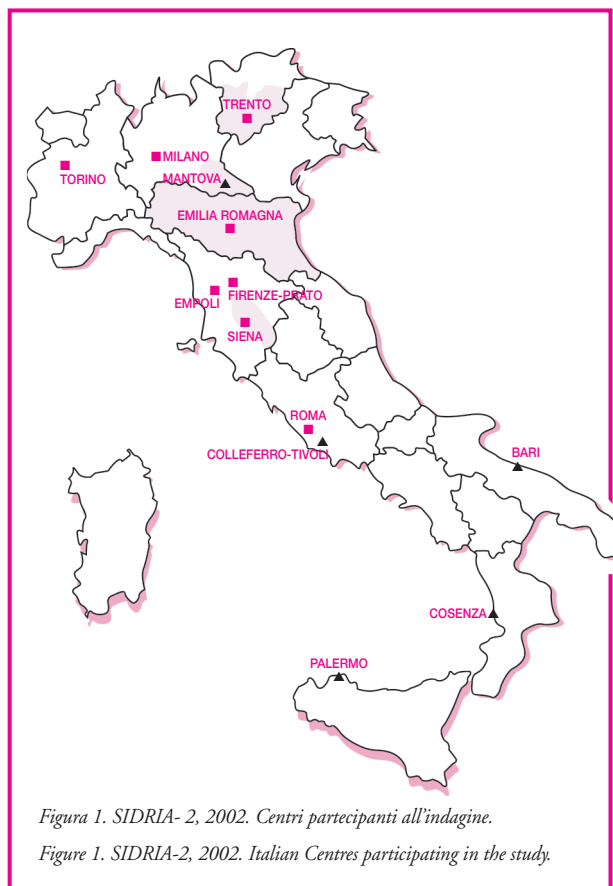 TRENTO
MILANO
TORINO
MANTOVA
EMILIA ROMAGNA
FIRENZE-PRATO
EMPOLI
SIENA
ROMA
COLLEFERRO-TIVOLI
BARI
COSENZA
PALERMO
Figura 1. SIDRIA- 2, 2002. Centri partecipanti all'indagine.
Figure 1. SIDRIA-2, 2002. Italian Centres participating in the study.